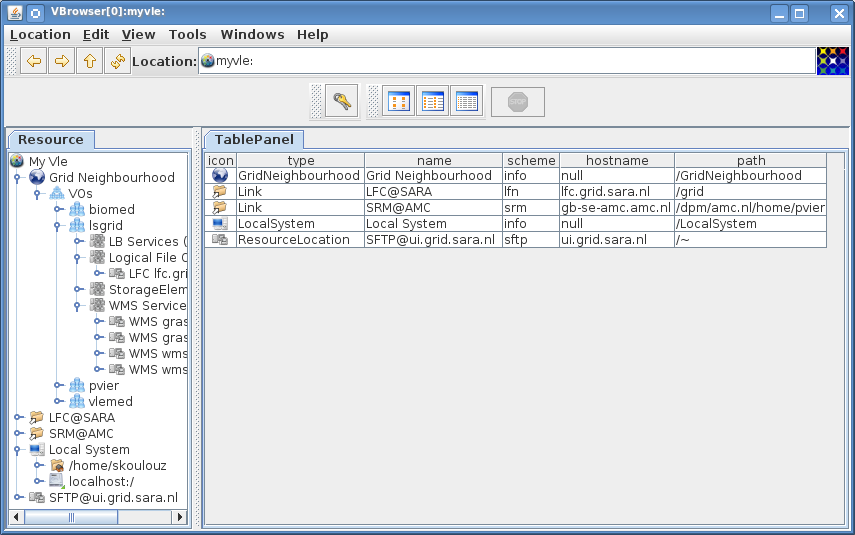 VBrowser[0]:myvle:
Location Edit View Tools Windows Help
Location: myvle:
STOP
Resource
My Vle
Grid Neighbourhood
VOs
biomed
lsgrid
LB Services (
Logical File C
LFC lfc.gri
StorageElem
WMS Service
WMS gras
WMS gras
WMS wms
WMS wms
pvier
vlemed
LFC@SARA
SRM@AMC
Local System
/home/skoulouz
localhost:/
SFTP@ui.grid.sara.nl
TablePanel
icon type name scheme hostname path
GridNeighbourhood Grid Neighbourhood info null /GridNeighbourhood
Link LFC@SARA lfn lfc.grid.sara.nl /grid
Link SRM@AMC srm gb-se-amc.amc.nl /dpm/amc.nl/home/pvier
LocalSystem Local System info null /LocalSystem
ResourceLocation SFTP@ui.grid.sara.nl sftp ui.grid.sara.nl /~